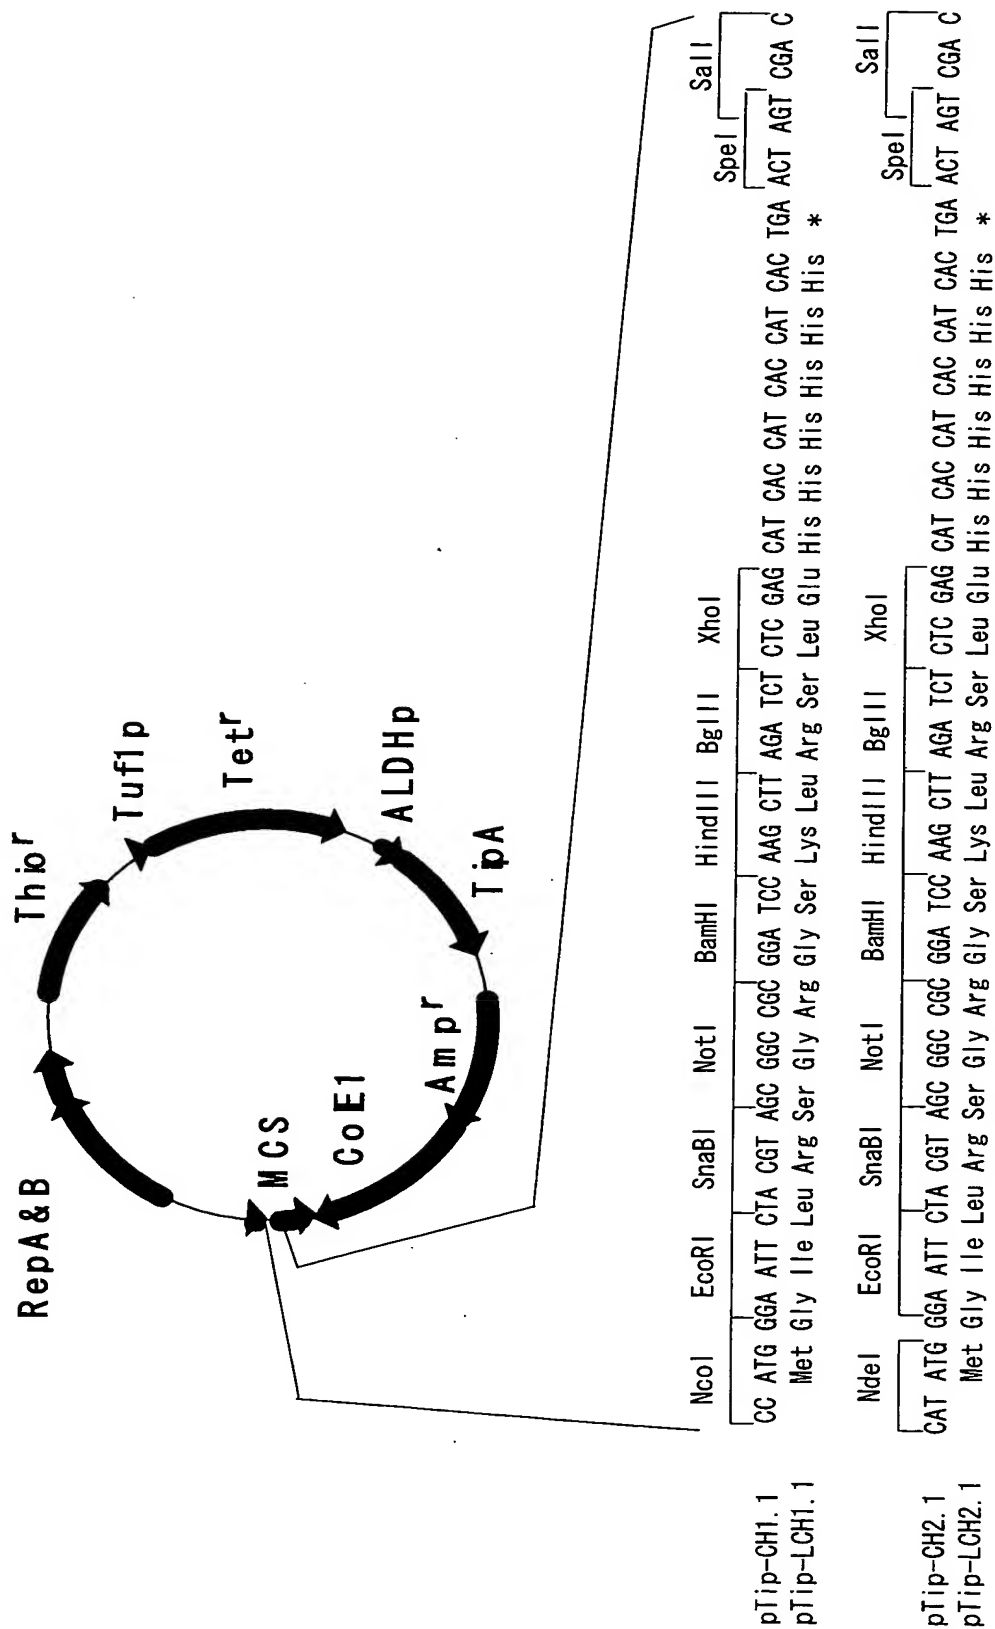 RepA&B
Thioʳ
Tuf1p
Tetʳ
ALDHp
TipA
Ampʳ
CoE1
MCS
pTip-CH1.1
pTip-LCH1.1
NcoI EcoRI SnaBI NotI BamHI HindIII BglII XhoI SpeI SalI
CC ATG GGA ATT CTA CGT AGC GGC CGC GGA TCC AAG CTT AGA TCT CTC GAG CAT CAC CAT CAC CAT CAC TGA ACT AGT CGA C
Met Gly Ile Leu Arg Ser Gly Arg Gly Ser Lys Leu Arg Ser Leu Glu His His His His His His *
pTip-CH2.1
pTip-LCH2.1
NdeI EcoRI SnaBI NotI BamHI HindIII BglII XhoI SpeI SalI
CAT ATG GGA ATT CTA CGT AGC GGC CGC GGA TCC AAG CTT AGA TCT CTC GAG CAT CAC CAT CAC CAT CAC TGA ACT AGT CGA C
Met Gly Ile Leu Arg Ser Gly Arg Gly Ser Lys Leu Arg Ser Leu Glu His His His His His His *